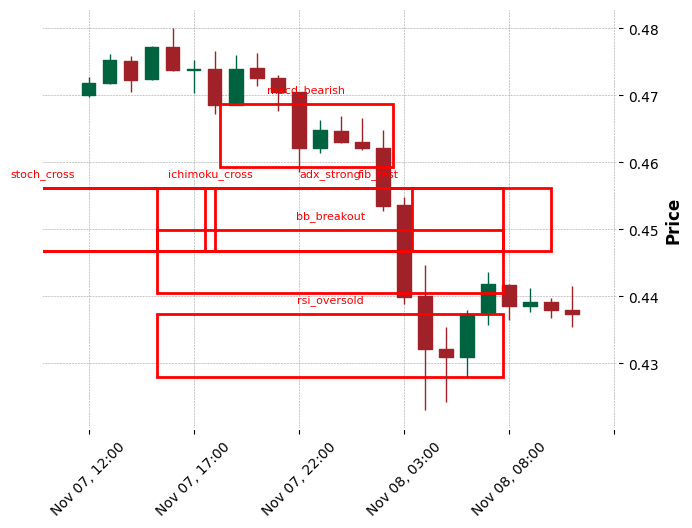 0.48
0.47
macd_bearish
0.46
stoch_cross
ichimoku_cross
adx_strong
fib_test
0.45
bb_breakout
Price
0.44
rsi_oversold
0.43
Nov 07, 12:00
Nov 07, 17:00
Nov 07, 22:00
Nov 08, 03:00
Nov 08, 08:00